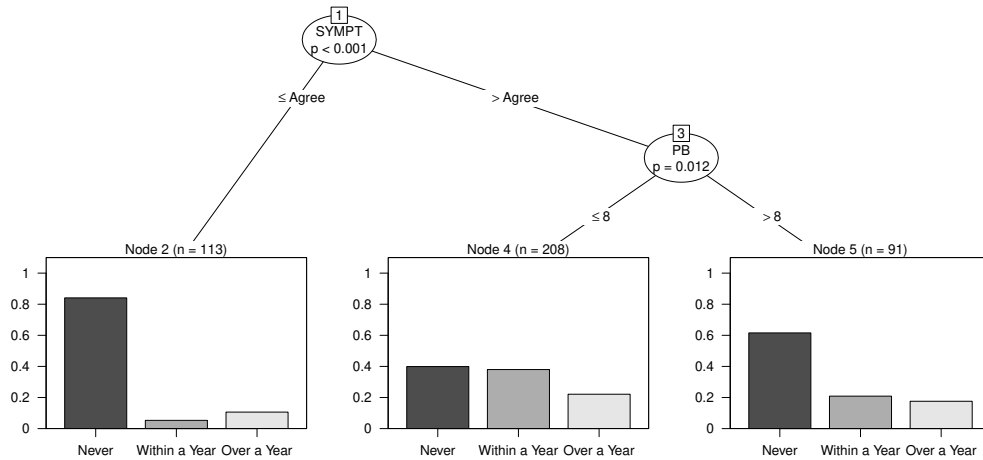 1
SYMPT
p < 0.001
≤ Agree
> Agree
3
PB
p = 0.012
≤ 8
> 8
Node 2 (n = 113)
1
0.8
0.6
0.4
0.2
0
Never
Within a Year
Over a Year
Node 4 (n = 208)
1
0.8
0.6
0.4
0.2
0
Never
Within a Year
Over a Year
Node 5 (n = 91)
1
0.8
0.6
0.4
0.2
0
Never
Within a Year
Over a Year